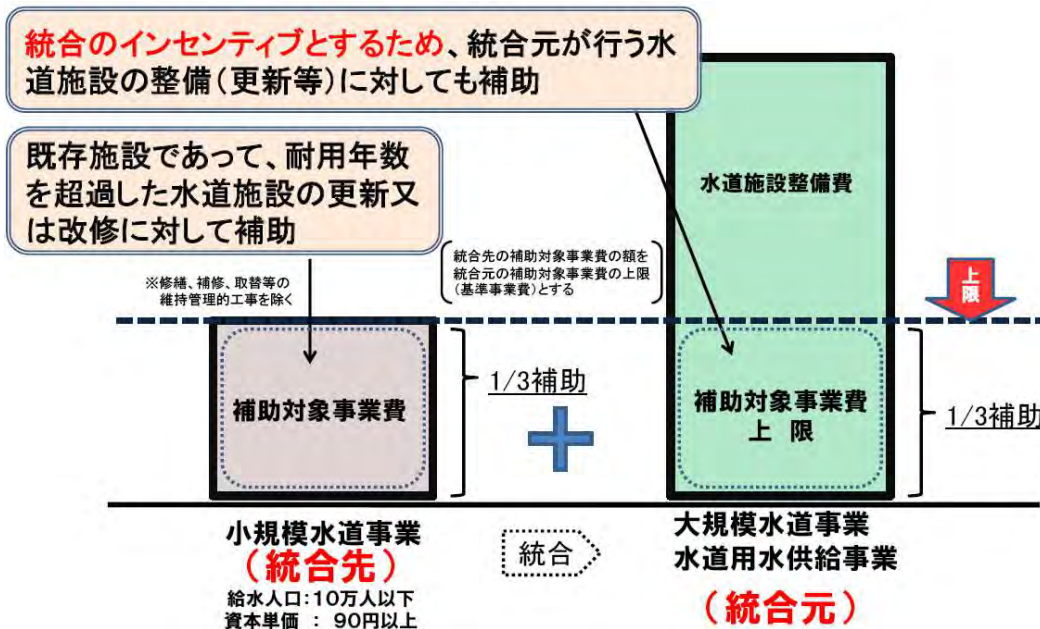 統合のインセンティブとするため、統合元が行う水
道施設の整備(更新等)に対しても補助
既存施設であって、耐用年数
を超過した水道施設の更新又
は改修に対して補助
※修繕、補修、取替等の
維持管理的工事を除く
統合先の補助対象事業費の額を
統合元の補助対象事業費の上限
(基準事業費)とする
水道施設整備費
上限
補助対象事業費
1/3補助
補助対象事業費
上 限
1/3補助
小規模水道事業
(統合先)
給水人口:10万人以下
資本単価 : 90円以上
統合
大規模水道事業
水道用水供給事業
(統合元)